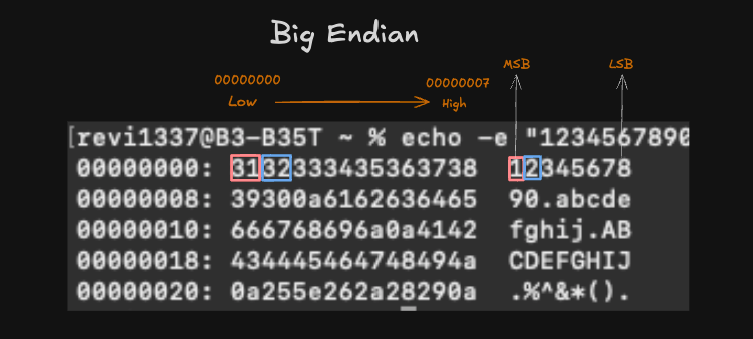 Big Endian
MSB LSB
00000000 00000007
Low High
[revi1337@B3-B35T ~ % echo -e "1234567890
00000000: 3132333435363738 12345678
00000008: 39300a6162636465 90.abcde
00000010: 666768696a0a4142 fghij.AB
00000018: 434445464748494a CDEFGHIJ
00000020: 0a255e262a28290a .%^&*().